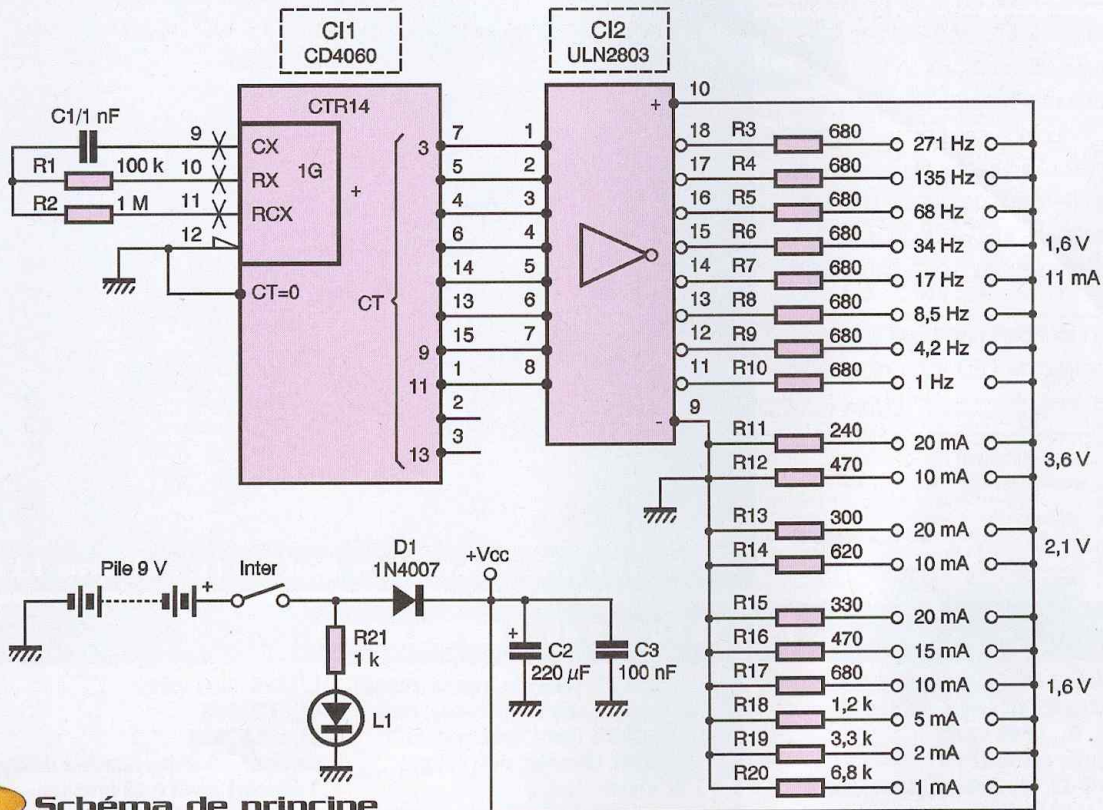 CI1
CD4060
CI2
ULN2803
CTR14
10
+
C1/1 nF
9
CX
7
1
18
R3
680
271 Hz
3
R1
100 k
10
RX
1G
+
5
2
17
R4
680
135 Hz
R2
1 M
11
RCX
4
3
16
R5
680
68 Hz
12
6
4
15
R6
680
34 Hz
1,6 V
14
5
14
R7
680
17 Hz
11 mA
CT=0
CT
13
6
13
R8
680
8,5 Hz
9
15
7
12
R9
680
4,2 Hz
11
1
8
11
R10
680
1 Hz
2
9
-
3
13
R11
240
20 mA
3,6 V
R12
470
10 mA
R13
300
20 mA
2,1 V
R14
620
10 mA
Pile 9 V
+
Inter
D1
1N4007
+Vcc
R15
330
20 mA
R16
470
15 mA
R21
1 k
+
C2
220 µF
C3
100 nF
R17
680
10 mA
1,6 V
R18
1,2 k
5 mA
L1
R19
3,3 k
2 mA
R20
6,8 k
1 mA
Schéma de principe